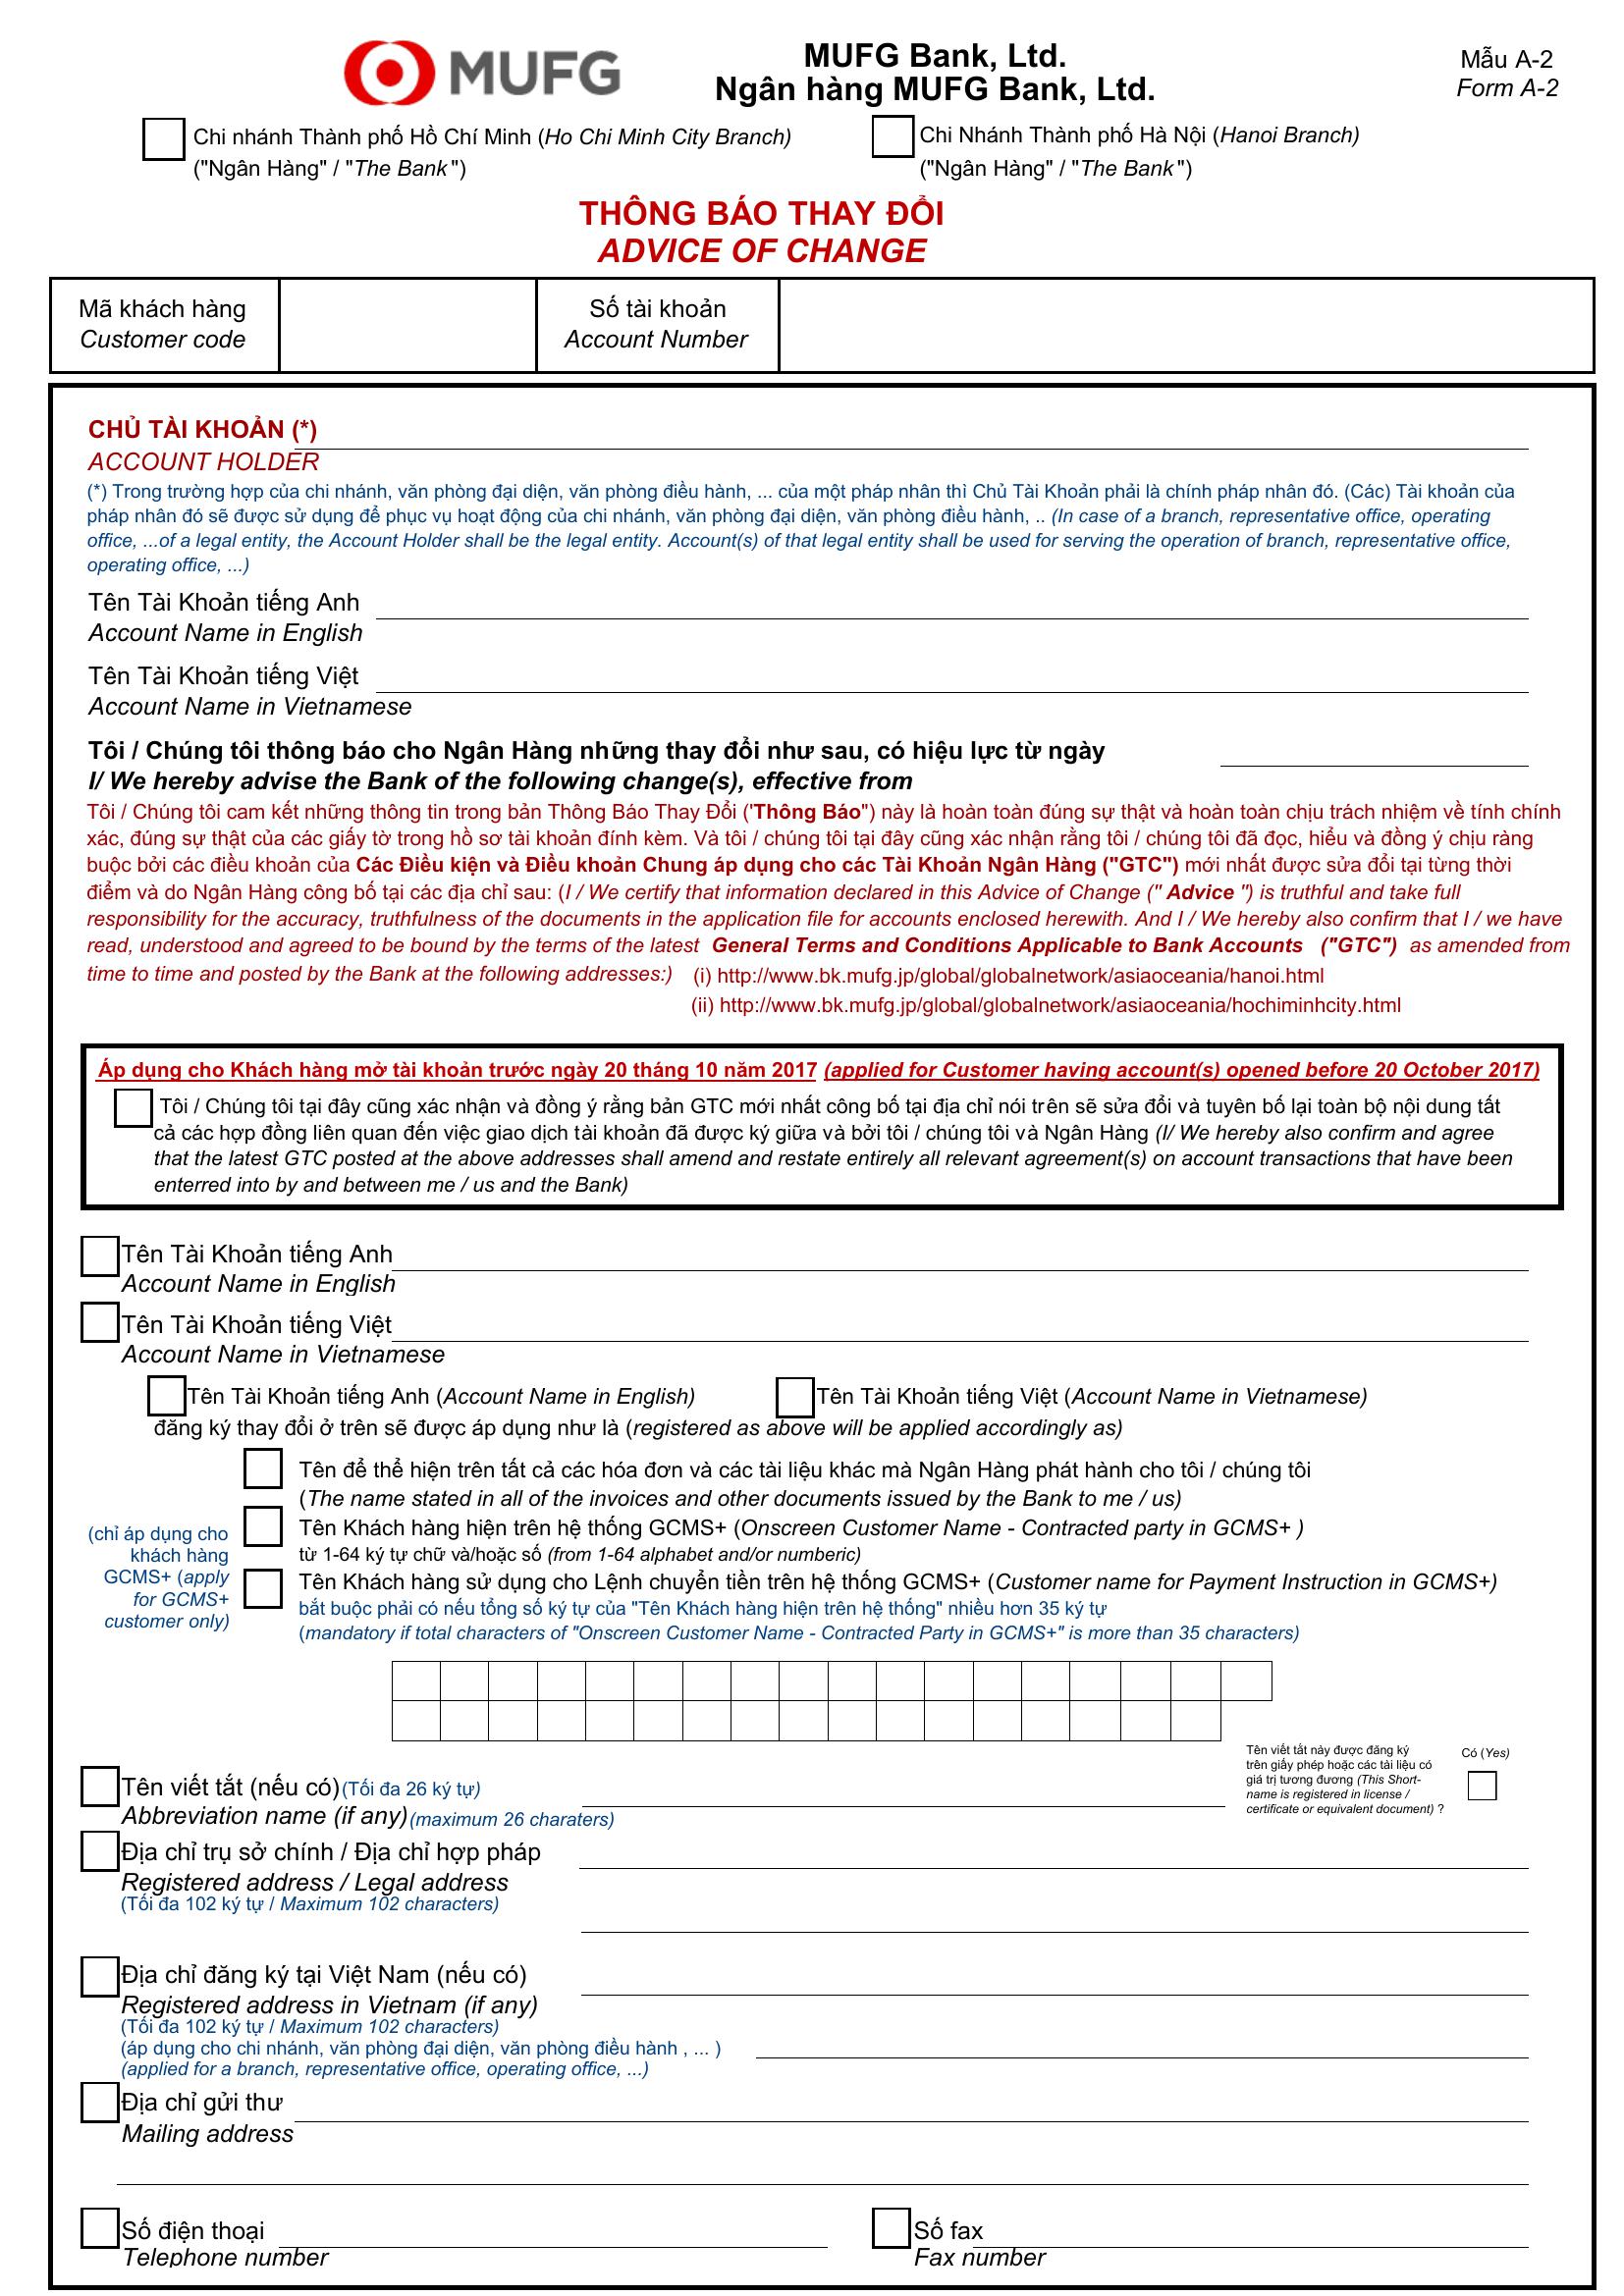 MUFG
MUFG Bank, Ltd.
Ngân hàng MUFG Bank, Ltd.
Mẫu A-2
Form A-2
Chi nhánh Thành phố Hồ Chí Minh (Ho Chi Minh City Branch)
("Ngân Hàng" / "The Bank")
Chi Nhánh Thành phố Hà Nội (Hanoi Branch)
("Ngân Hàng" / "The Bank")
THÔNG BÁO THAY ĐỔI
ADVICE OF CHANGE
Mã khách hàng
Customer code
Số tài khoản
Account Number
CHỦ TÀI KHOẢN (*)
ACCOUNT HOLDER
(*) Trong trường hợp của chi nhánh, văn phòng đại diện, văn phòng điều hành, ... của một pháp nhân thì Chủ Tài Khoản phải là chính pháp nhân đó. (Các) Tài khoản của
pháp nhân đó sẽ được sử dụng để phục vụ hoạt động của chi nhánh, văn phòng đại diện, văn phòng điều hành, .. (In case of a branch, representative office, operating
office, ...of a legal entity, the Account Holder shall be the legal entity. Account(s) of that legal entity shall be used for serving the operation of branch, representative office,
operating office, ...)
Tên Tài Khoản tiếng Anh
Account Name in English
Tên Tài Khoản tiếng Việt
Account Name in Vietnamese
Tôi / Chúng tôi thông báo cho Ngân Hàng những thay đổi như sau, có hiệu lực từ ngày
I/ We hereby advise the Bank of the following change(s), effective from
Tôi / Chúng tôi cam kết những thông tin trong bản Thông Báo Thay Đổi ('Thông Báo") này là hoàn toàn đúng sự thật và hoàn toàn chịu trách nhiệm về tính chính
xác, đúng sự thật của các giấy tờ trong hồ sơ tài khoản đính kèm. Và tôi / chúng tôi tại đây cũng xác nhận rằng tôi / chúng tôi đã đọc, hiểu và đồng ý chịu ràng
buộc bởi các điều khoản của Các Điều kiện và Điều khoản Chung áp dụng cho các Tài Khoản Ngân Hàng ("GTC") mới nhất được sửa đổi tại từng thời
điểm và do Ngân Hàng công bố tại các địa chỉ sau: (I / We certify that information declared in this Advice of Change (" Advice ") is truthful and take full
responsibility for the accuracy, truthfulness of the documents in the application file for accounts enclosed herewith. And I / We hereby also confirm that I / we have
read, understood and agreed to be bound by the terms of the latest General Terms and Conditions Applicable to Bank Accounts ("GTC") as amended from
time to time and posted by the Bank at the following addresses:) (i) http://www.bk.mufg.jp/global/globalnetwork/asiaoceania/hanoi.html
(ii) http://www.bk.mufg.jp/global/globalnetwork/asiaoceania/hochiminhcity.html
Áp dụng cho Khách hàng mở tài khoản trước ngày 20 tháng 10 năm 2017 (applied for Customer having account(s) opened before 20 October 2017)
Tôi / Chúng tôi tại đây cũng xác nhận và đồng ý rằng bản GTC mới nhất công bố tại địa chỉ nói trên sẽ sửa đổi và tuyên bố lại toàn bộ nội dung tất
cả các hợp đồng liên quan đến việc giao dịch tài khoản đã được ký giữa và bởi tôi / chúng tôi và Ngân Hàng (I/ We hereby also confirm and agree
that the latest GTC posted at the above addresses shall amend and restate entirely all relevant agreement(s) on account transactions that have been
enterred into by and between me / us and the Bank)
Tên Tài Khoản tiếng Anh
Account Name in English
Tên Tài Khoản tiếng Việt
Account Name in Vietnamese
Tên Tài Khoản tiếng Anh (Account Name in English)
Tên Tài Khoản tiếng Việt (Account Name in Vietnamese)
đăng ký thay đổi ở trên sẽ được áp dụng như là (registered as above will be applied accordingly as)
Tên để thể hiện trên tất cả các hóa đơn và các tài liệu khác mà Ngân Hàng phát hành cho tôi / chúng tôi
(The name stated in all of the invoices and other documents issued by the Bank to me / us)
(chỉ áp dụng cho
khách hàng
GCMS+ (apply
for GCMS+
customer only)
Tên Khách hàng hiện trên hệ thống GCMS+ (Onscreen Customer Name - Contracted party in GCMS+ )
từ 1-64 ký tự chữ và/hoặc số (from 1-64 alphabet and/or numberic)
Tên Khách hàng sử dụng cho Lệnh chuyển tiền trên hệ thống GCMS+ (Customer name for Payment Instruction in GCMS+)
bắt buộc phải có nếu tổng số ký tự của "Tên Khách hàng hiện trên hệ thống" nhiều hơn 35 ký tự
(mandatory if total characters of "Onscreen Customer Name - Contracted Party in GCMS+" is more than 35 characters)
Tên viết tắt (nếu có)(Tối đa 26 ký tự)
Abbreviation name (if any)(maximum 26 charaters)
Tên viết tắt này được đăng ký
trên giấy phép hoặc các tài liệu có
giá trị tương đương (This Short-
name is registered in license /
certificate or equivalent document) ?
Có (Yes)
Địa chỉ trụ sở chính / Địa chỉ hợp pháp
Registered address / Legal address
(Tối đa 102 ký tự / Maximum 102 characters)
Địa chỉ đăng ký tại Việt Nam (nếu có)
Registered address in Vietnam (if any)
(Tối đa 102 ký tự / Maximum 102 characters)
(áp dụng cho chi nhánh, văn phòng đại diện, văn phòng điều hành , ... )
(applied for a branch, representative office, operating office, ...)
Địa chỉ gửi thư
Mailing address
Số điện thoại
Telephone number
Số fax
Fax number